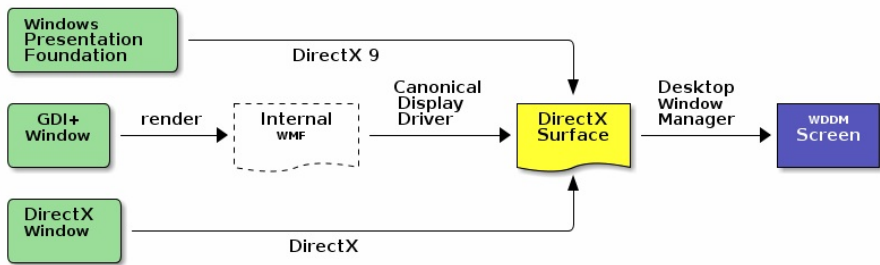 Windows
Presentation
Foundation
DirectX 9
GDI+
Window
render
Internal
WMF
Canonical
Display
Driver
DirectX
Surface
Desktop
Window
Manager
WDDM
Screen
DirectX
Window
DirectX